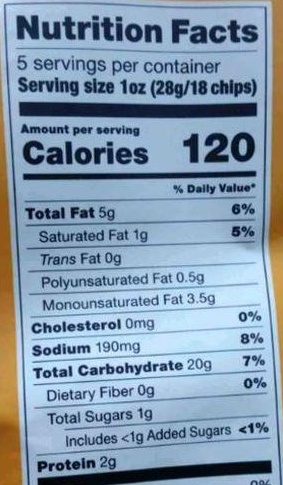 Nutrition Facts
5 servings per container
Serving size 1oz (28g/18 chips)
Amount per serving
Calories 120
% Daily Value*
Total Fat 5g 6%
Saturated Fat 1g 5%
Trans Fat 0g
Polyunsaturated Fat 0.5g
Monounsaturated Fat 3.5g
Cholesterol 0mg 0%
Sodium 190mg 8%
Total Carbohydrate 20g 7%
Dietary Fiber 0g 0%
Total Sugars 1g
Includes <1g Added Sugars <1%
Protein 2g